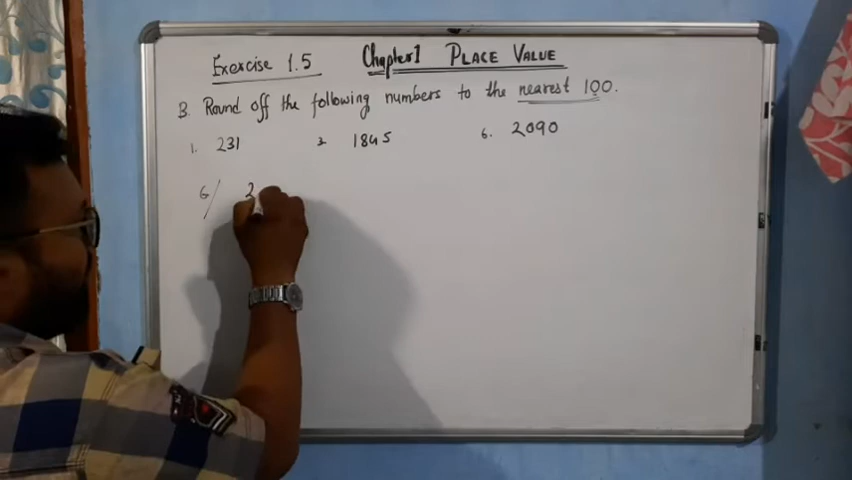 Exercise 1.5 Chapter 1 PLACE VALUE
B. Round off the following numbers to the nearest 100.
1. 231 2. 1845 6. 2090
6/ 2